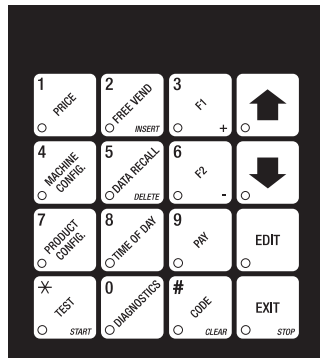 1
PRICE
2
FREE VEND
INSERT
3
F1
+
4
MACHINE
CONFIG.
5
DATA RECALL
DELETE
6
F2
-
7
PRODUCT
CONFIG.
8
TIME OF DAY
9
PAY
EDIT
*
TEST
START
0
DIAGNOSTICS
#
CODE
CLEAR
EXIT
STOP